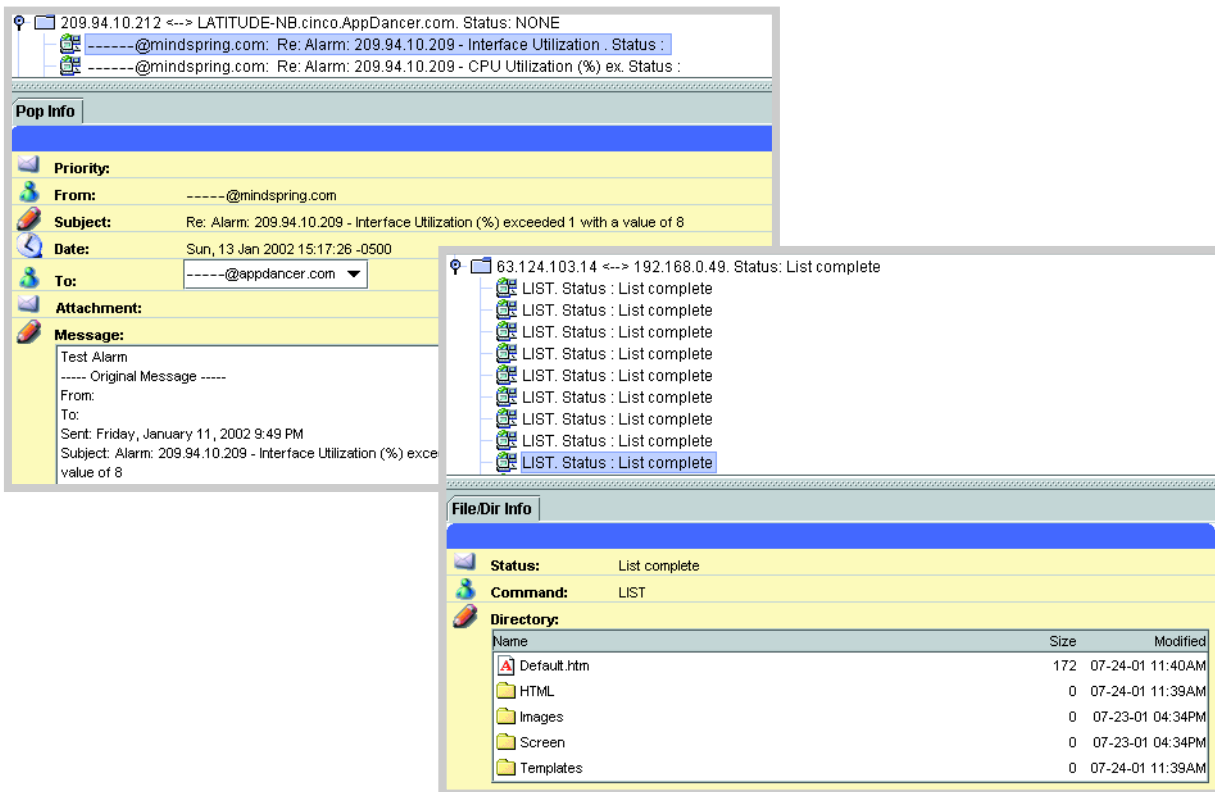 209.94.10.212 <--> LATITUDE-NB.cinco.AppDancer.com. Status: NONE
------@mindspring.com: Re: Alarm: 209.94.10.209 - Interface Utilization . Status :
------@mindspring.com: Re: Alarm: 209.94.10.209 - CPU Utilization (%) ex. Status :
Pop Info
Priority:
From: -----@mindspring.com
Subject: Re: Alarm: 209.94.10.209 - Interface Utilization (%) exceeded 1 with a value of 8
Date: Sun, 13 Jan 2002 15:17:26 -0500
To: -----@appdancer.com
Attachment:
Message:
Test Alarm
----- Original Message -----
From:
To:
Sent: Friday, January 11, 2002 9:49 PM
Subject: Alarm: 209.94.10.209 - Interface Utilization (%) exce
value of 8
63.124.103.14 <--> 192.168.0.49. Status: List complete
LIST. Status : List complete
LIST. Status : List complete
LIST. Status : List complete
LIST. Status : List complete
LIST. Status : List complete
LIST. Status : List complete
LIST. Status : List complete
LIST. Status : List complete
LIST. Status : List complete
File/Dir Info
Status: List complete
Command: LIST
Directory:
Name Size Modified
Default.htm 172 07-24-01 11:40AM
HTML 0 07-24-01 11:39AM
Images 0 07-23-01 04:34PM
Screen 0 07-23-01 04:34PM
Templates 0 07-24-01 11:39AM